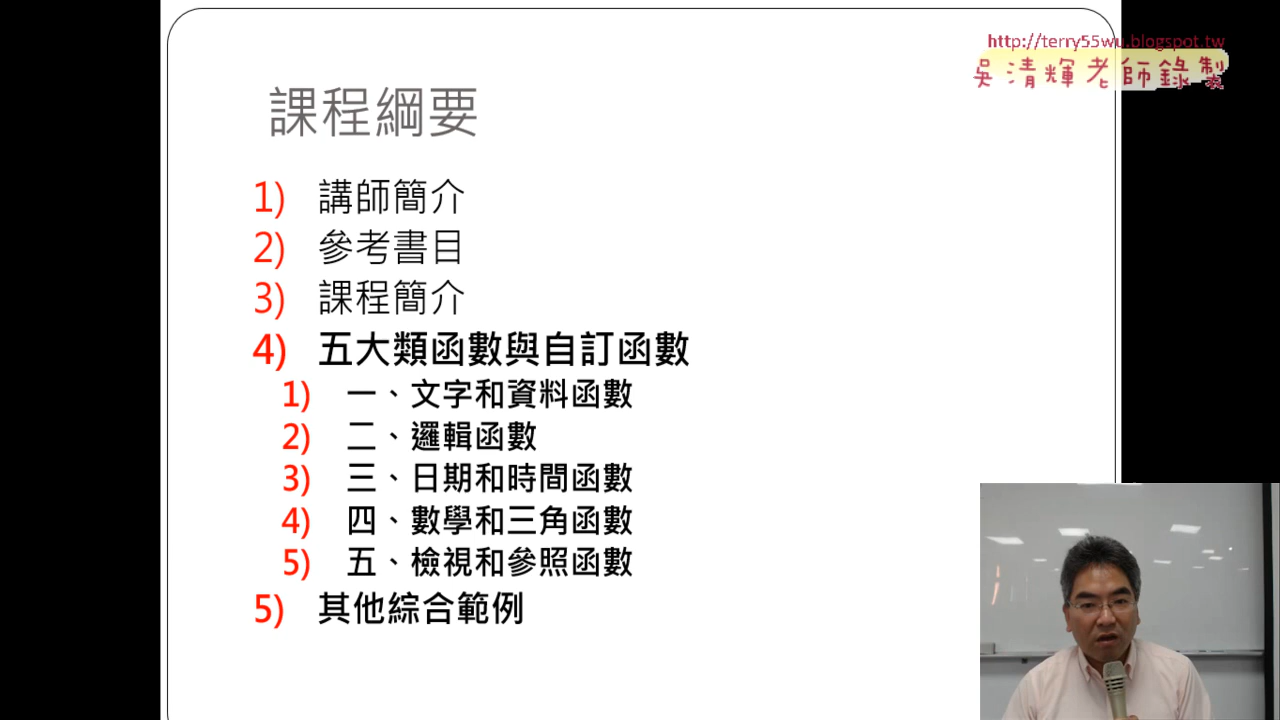 http://terry55wu.blogspot.tw
吳清輝老師錄製
課程綱要
1) 講師簡介
2) 參考書目
3) 課程簡介
4) 五大類函數與自訂函數
1) 一、文字和資料函數
2) 二、邏輯函數
3) 三、日期和時間函數
4) 四、數學和三角函數
5) 五、檢視和參照函數
5) 其他綜合範例